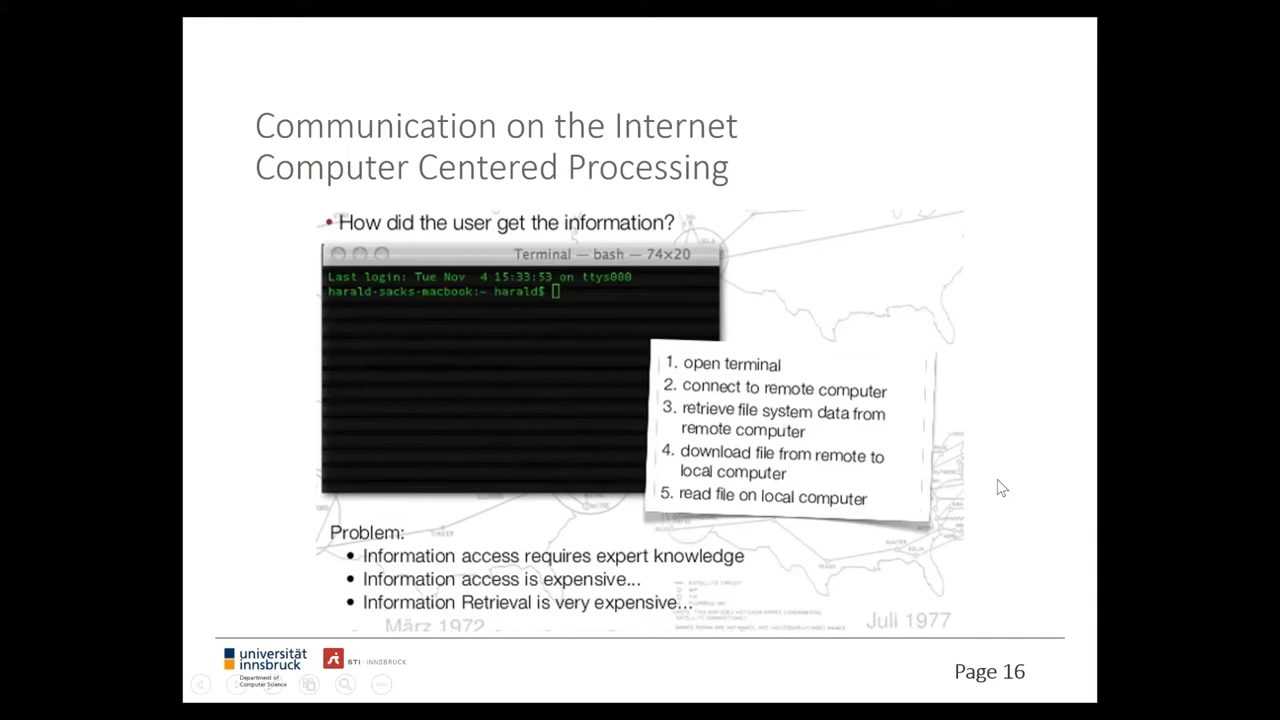 Communication on the Internet
Computer Centered Processing
• How did the user get the information?
Terminal — bash — 74×20
Last login: Tue Nov  4 15:33:53 on ttys000
harald-sacks-macbook:~ harald$
1. open terminal
2. connect to remote computer
3. retrieve file system data from
remote computer
4. download file from remote to
local computer
5. read file on local computer
Problem:
• Information access requires expert knowledge
• Information access is expensive...
• Information Retrieval is very expensive...
März 1972
Juli 1977
universität
innsbruck
Department of
Computer Science
STI · INNSBRUCK
Page 16